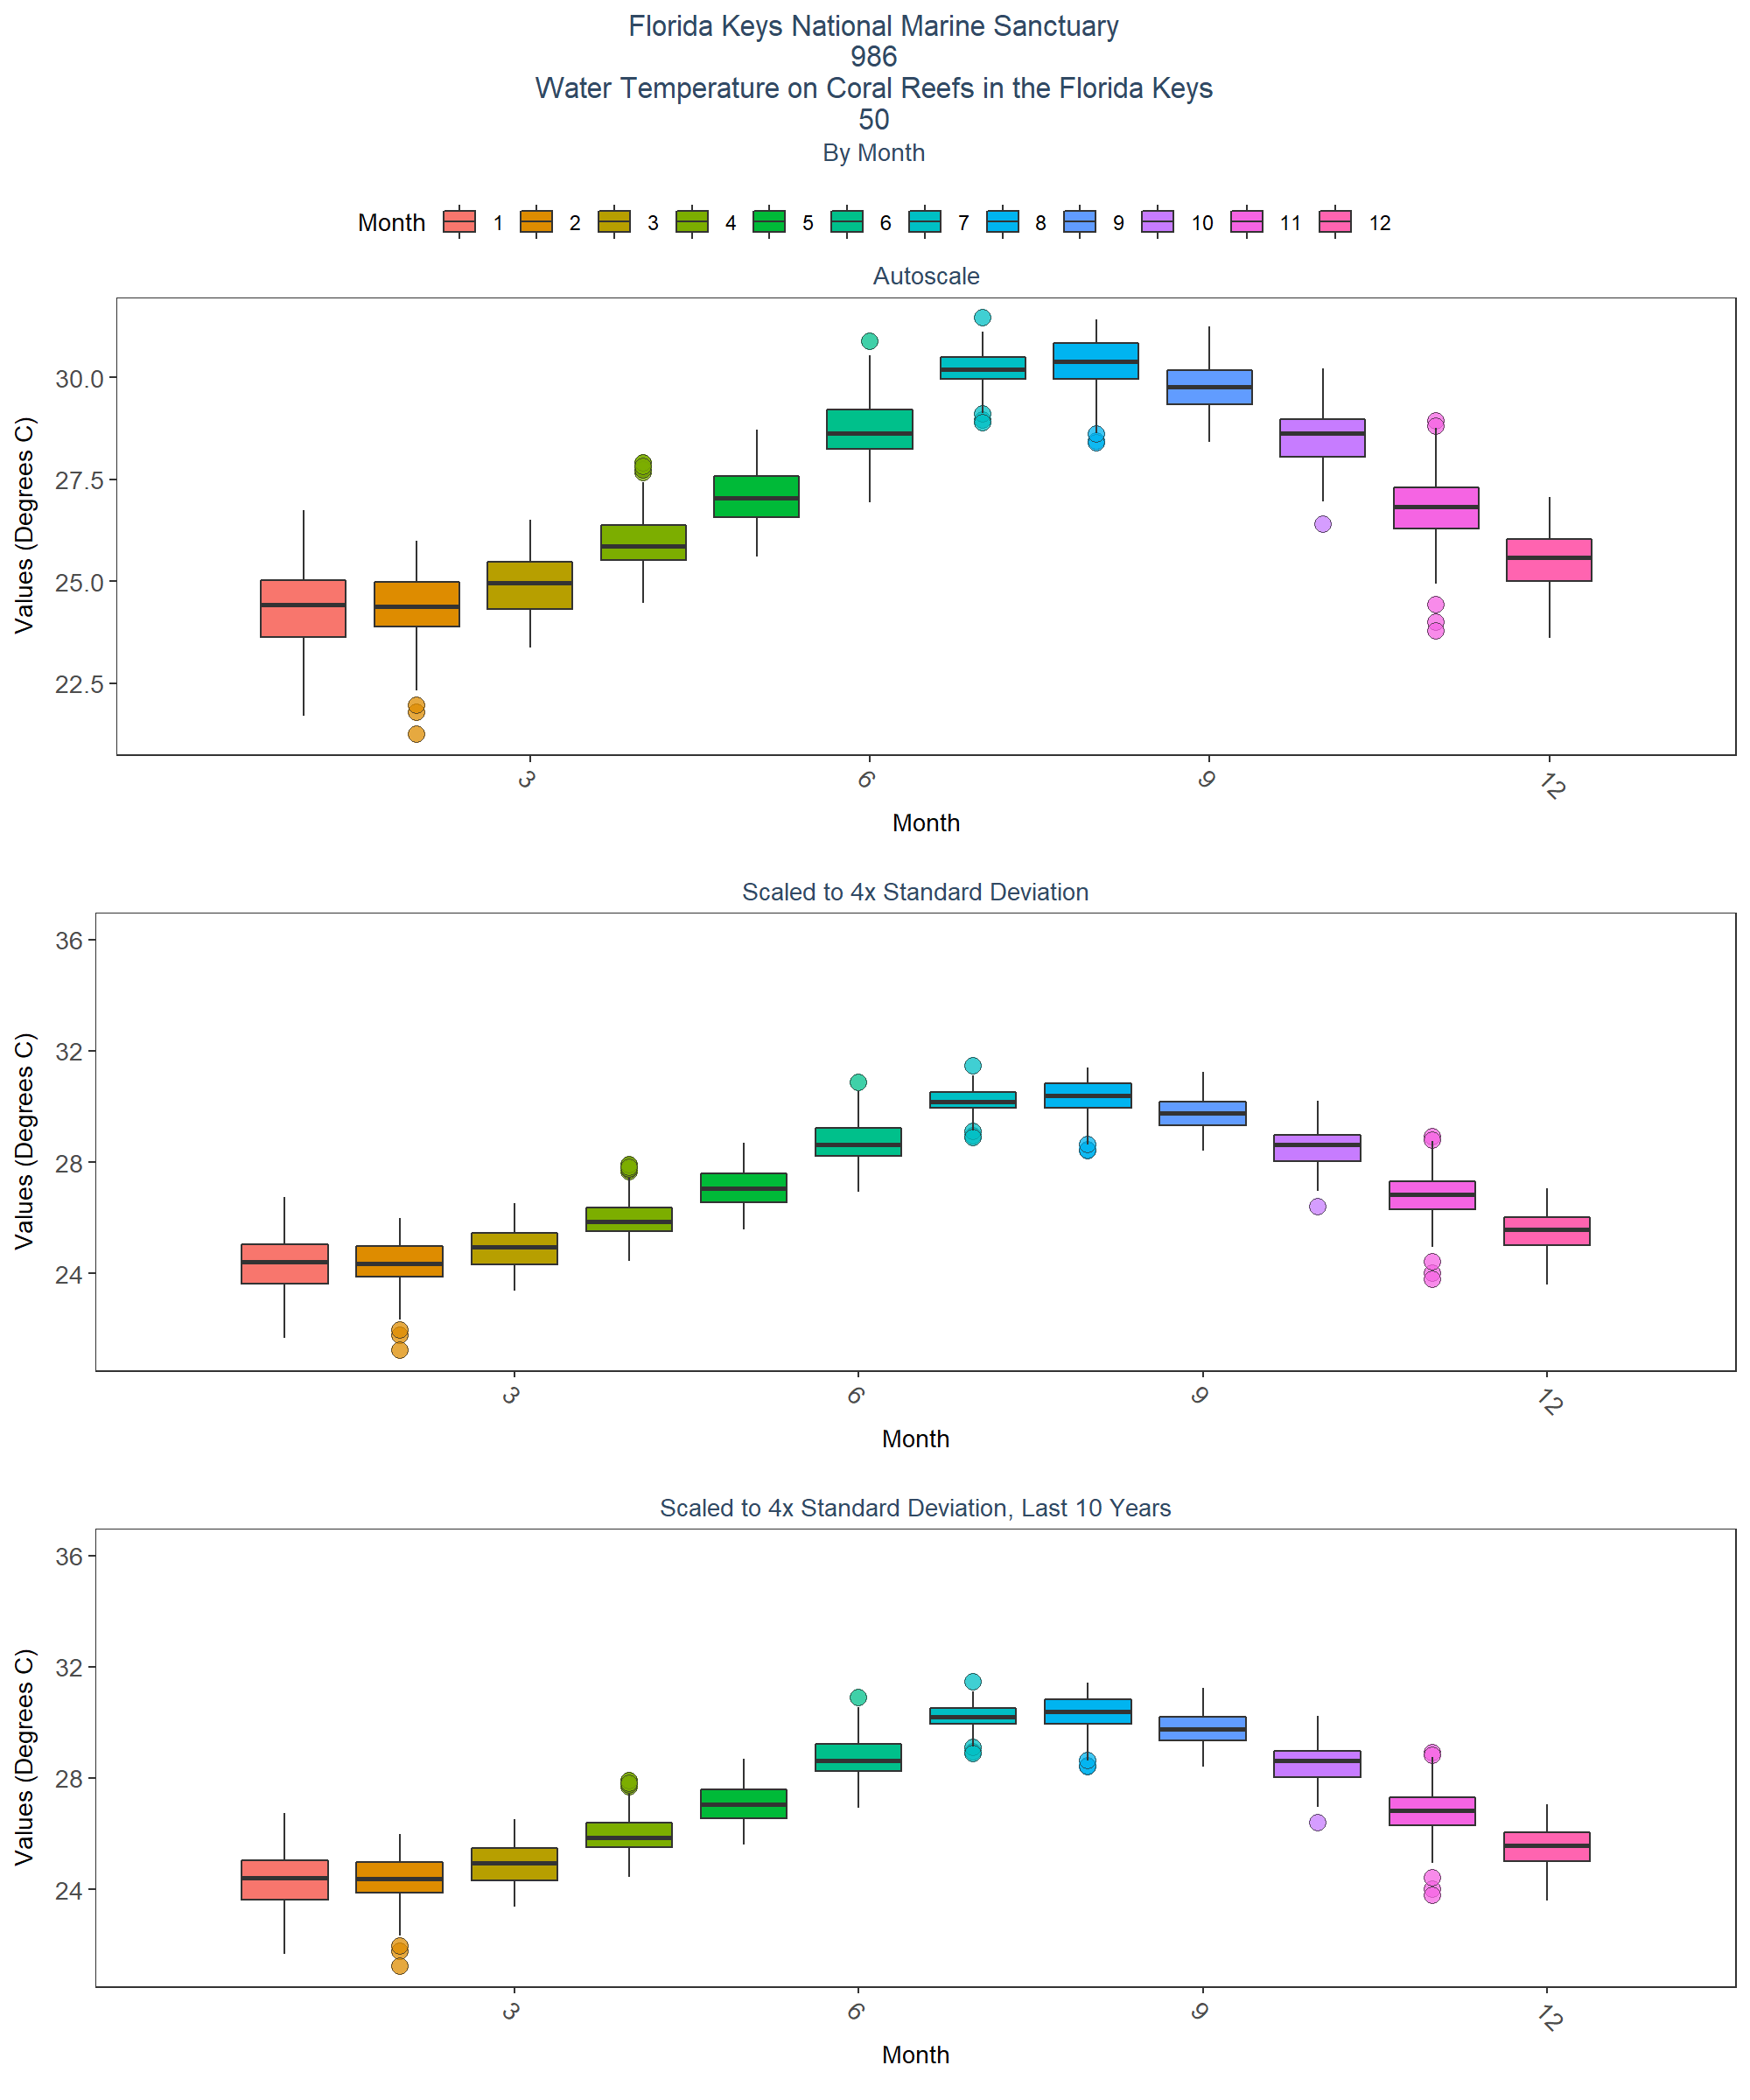 Florida Keys National Marine Sanctuary
986
Water Temperature on Coral Reefs in the Florida Keys
50
By Month
Month 1 2 3 4 5 6 7 8 9 10 11 12
Autoscale
Values (Degrees C)
30.0
27.5
25.0
22.5
3 6 9 12
Month
Scaled to 4x Standard Deviation
Values (Degrees C)
36
32
28
24
3 6 9 12
Month
Scaled to 4x Standard Deviation, Last 10 Years
Values (Degrees C)
36
32
28
24
3 6 9 12
Month